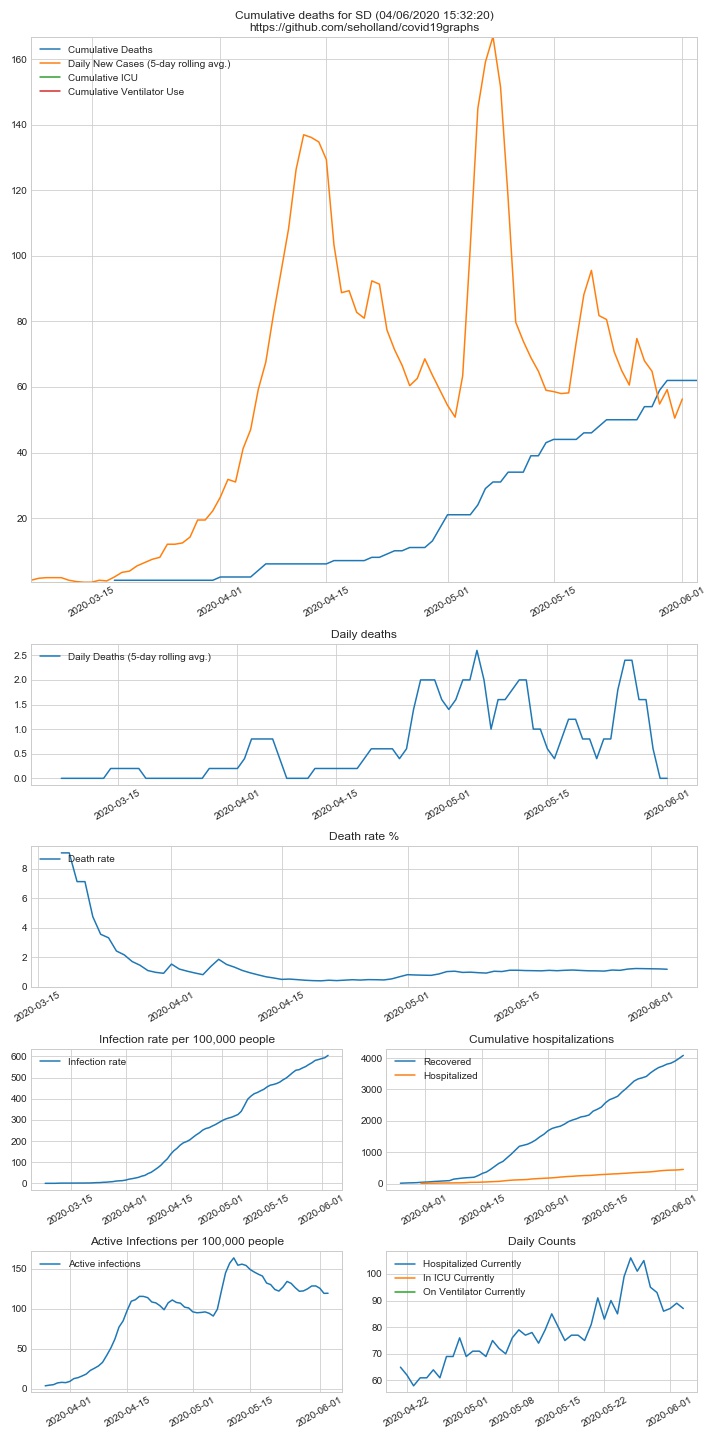 Cumulative deaths for SD (04/06/2020 15:32:20)
https://github.com/seholland/covid19graphs
Cumulative Deaths
Daily New Cases (5-day rolling avg.)
Cumulative ICU
Cumulative Ventilator Use
160
140
120
100
80
60
40
20
2020-03-15 2020-04-01 2020-04-15 2020-05-01 2020-05-15 2020-06-01
Daily deaths
Daily Deaths (5-day rolling avg.)
2.5
2.0
1.5
1.0
0.5
0.0
2020-03-15 2020-04-01 2020-04-15 2020-05-01 2020-05-15 2020-06-01
Death rate %
Death rate
8
6
4
2
0
2020-03-15 2020-04-01 2020-04-15 2020-05-01 2020-05-15 2020-06-01
Infection rate per 100,000 people
Infection rate
600
500
400
300
200
100
0
2020-03-15 2020-04-01 2020-04-15 2020-05-01 2020-05-15 2020-06-01
Cumulative hospitalizations
Recovered
Hospitalized
4000
3000
2000
1000
0
2020-04-01 2020-04-15 2020-05-01 2020-05-15 2020-06-01
Active Infections per 100,000 people
Active infections
150
100
50
0
2020-04-01 2020-04-15 2020-05-01 2020-05-15 2020-06-01
Daily Counts
Hospitalized Currently
In ICU Currently
On Ventilator Currently
100
90
80
70
60
2020-04-22 2020-05-01 2020-05-08 2020-05-15 2020-05-22 2020-06-01